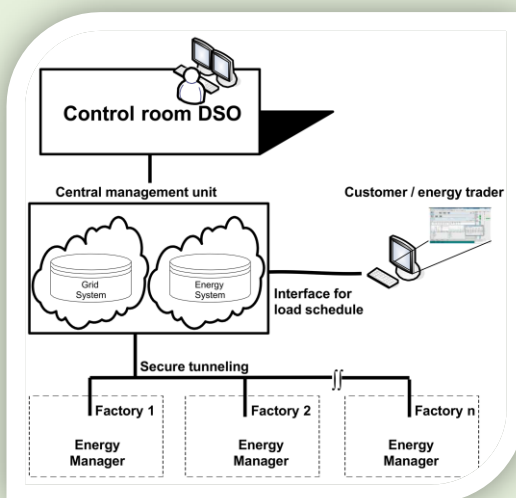 Control room DSO
Central management unit
Customer / energy trader
Grid
System
Energy
System
Interface for
load schedule
Secure tunneling
Factory 1
Energy
Manager
Factory 2
Energy
Manager
Factory n
Energy
Manager